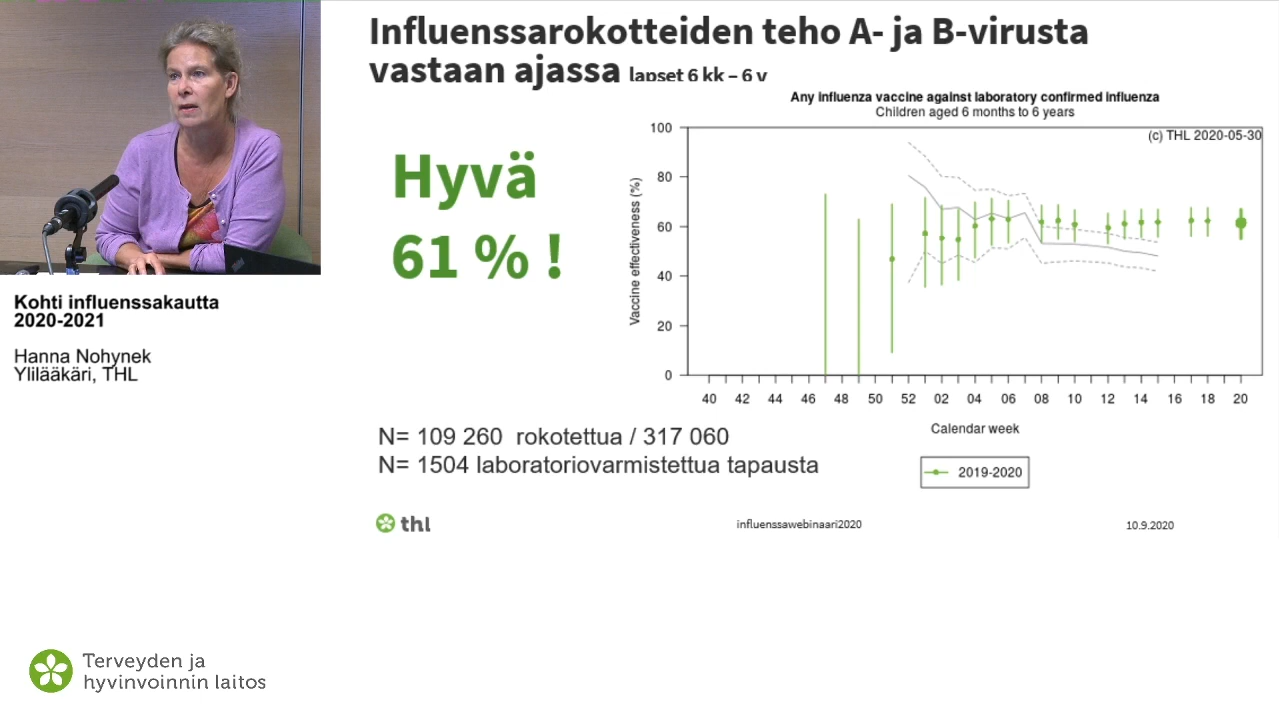 Influenssarokotteiden teho A- ja B-virusta
vastaan ajassa lapset 6 kk – 6 v
Hyvä
61 % !
Any influenza vaccine against laboratory confirmed influenza
Children aged 6 months to 6 years
(c) THL 2020-05-30
Vaccine effectiveness (%)
100
80
60
40
20
0
40 42 44 46 48 50 52 02 04 06 08 10 12 14 16 18 20
Calendar week
2019-2020
N= 109 260 rokotettua / 317 060
N= 1504 laboratoriovarmistettua tapausta
thl
influenssawebinaari2020
10.9.2020
Kohti influenssakautta
2020-2021
Hanna Nohynek
Ylilääkäri, THL
Terveyden ja
hyvinvoinnin laitos